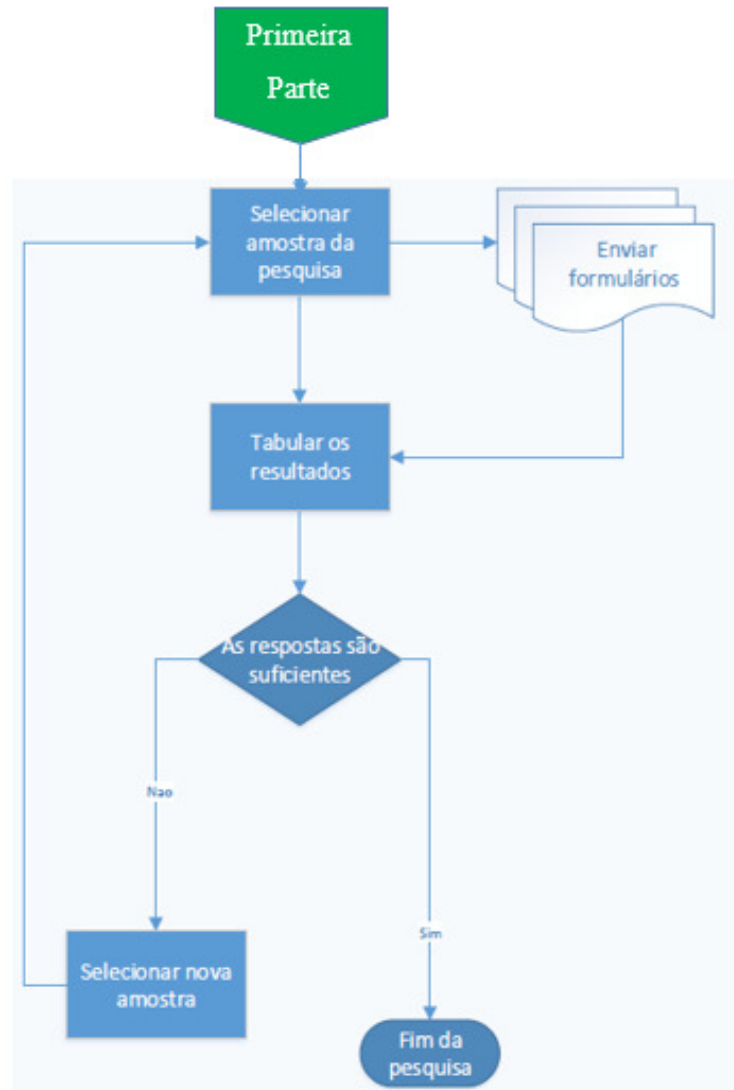 Primeira
Parte
Selecionar
amostra da
pesquisa
Enviar
formulários
Tabular os
resultados
As respostas são
suficientes
Nao
Sim
Selecionar nova
amostra
Fim da
pesquisa